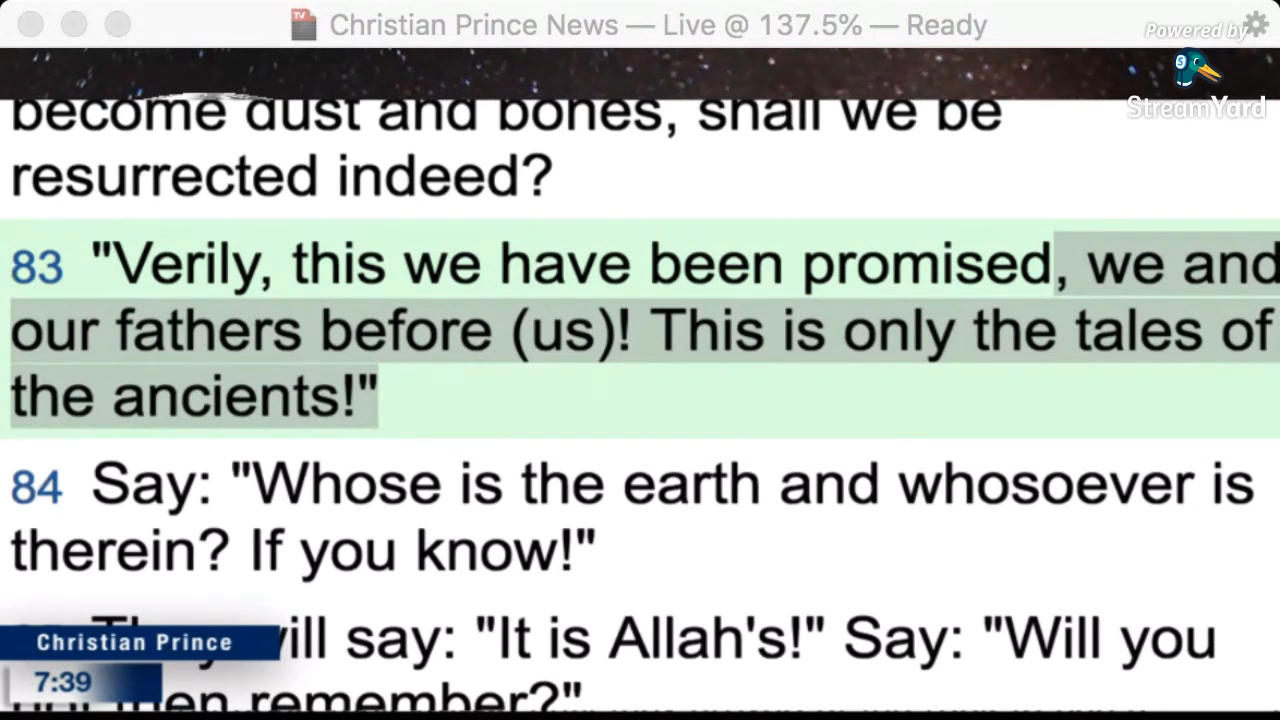 Christian Prince News — Live @ 137.5% — Ready
Powered by
StreamYard
become dust and bones, shall we be
resurrected indeed?
83 "Verily, this we have been promised, we and
our fathers before (us)! This is only the tales of
the ancients!"
84 Say: "Whose is the earth and whosoever is
therein? If you know!"
will say: "It is Allah's!" Say: "Will you
then remember?"
Christian Prince
7:39